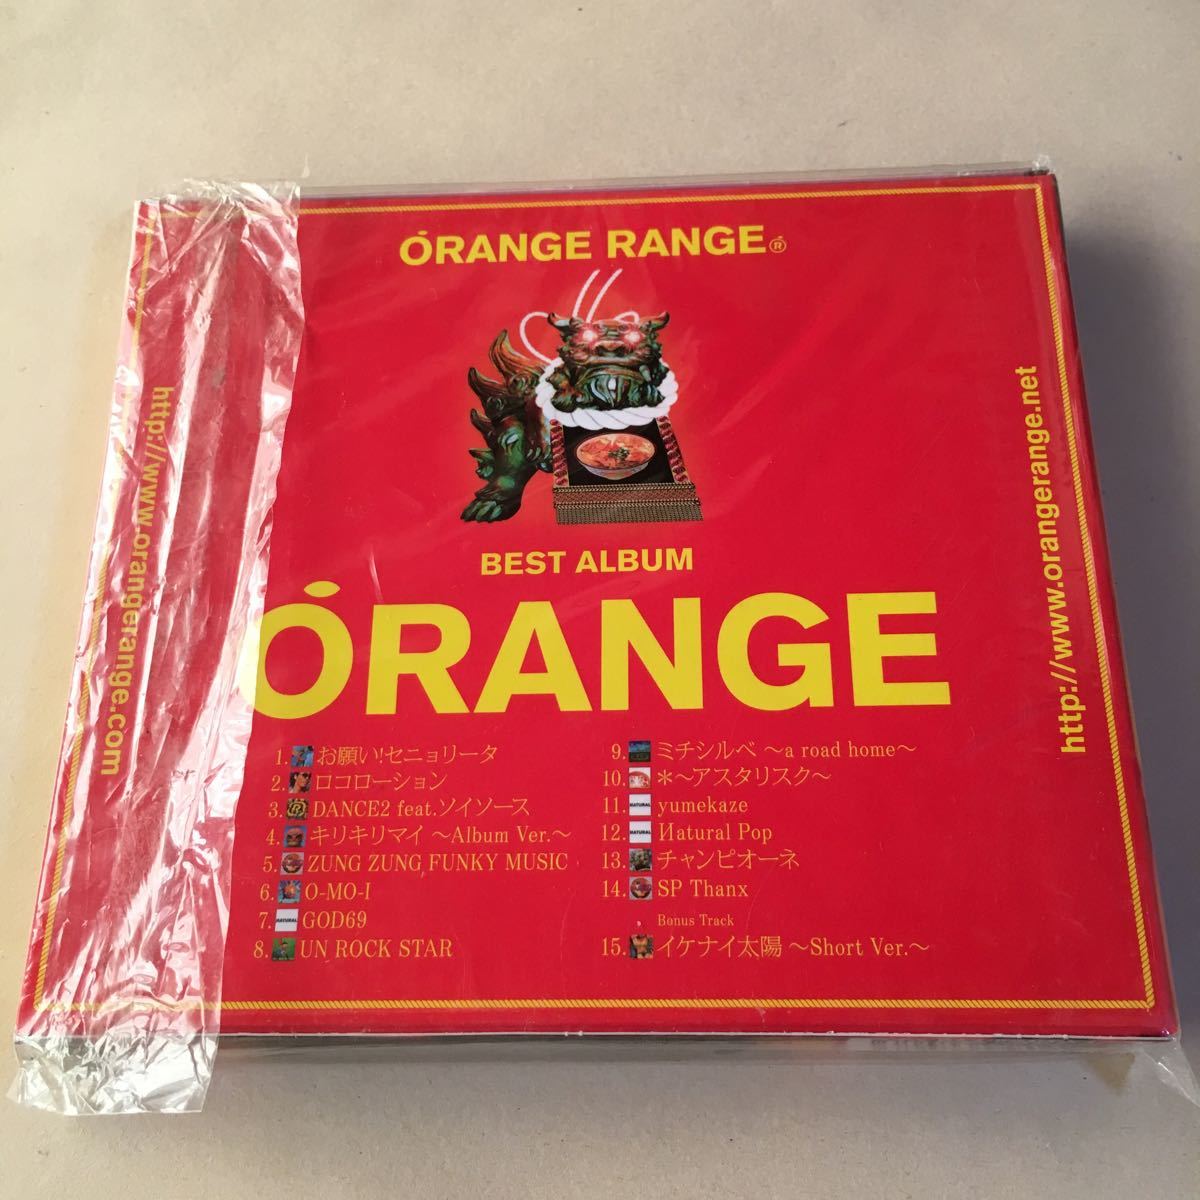 ORANGE RANGE®
BEST ALBUM
ORANGE
http://www.orangerange.com
http://www.orangerange.net
1. お願い!セニョリータ
2. ロコローション
3. DANCE2 feat.ソイソース
4. キリキリマイ ～Album Ver.～
5. ZUNG ZUNG FUNKY MUSIC
6. O-MO-I
7. NATURAL GOD69
8. UN ROCK STAR
9. ミチシルベ ～a road home～
10. ＊～アスタリスク～
11. NATURAL yumekaze
12. NATURAL Иatural Pop
13. チャンピオーネ
14. SP Thanx
Bonus Track
15. イケナイ太陽 ～Short Ver.～